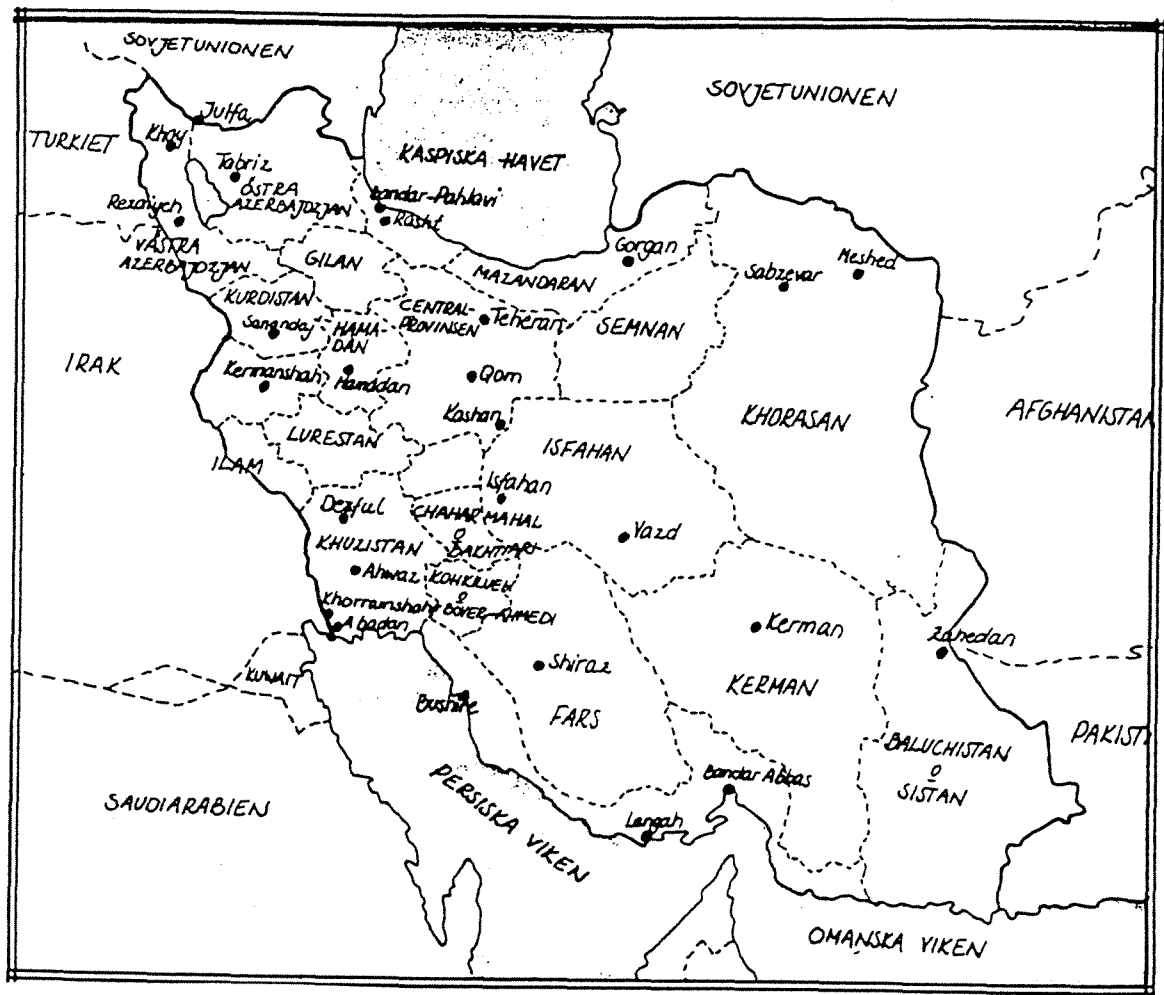 SOVJETUNIONEN
SOVJETUNIONEN
Julfa
TURKIET
Khoy
KASPISKA HAVET
Tabriz
ÖSTRA
AZERBAJDZJAN
Bandar-Pahlavi
Rezaiyeh
Rasht
VÄSTRA
AZERBAJDZJAN
GILAN
Gorgan
Meshed
MAZANDARAN
Sabzevar
KURDISTAN
CENTRAL-
PROVINSEN
Teheran
SEMNAN
Sanandaj
HAMA-
DAN
IRAK
Kermanshah
Hamadan
Qom
Kashan
KHORASAN
AFGHANISTAN
LURESTAN
ISFAHAN
ILAM
Isfahan
Dezful
CHAHAR MAHAL
O
BAKHTIARI
Yazd
KHUZISTAN
Ahwaz
KOHKILUEH
O
BOYER-AHMEDI
Khorramshahr
Abadan
Kerman
Zahedan
KUWAIT
Shiraz
KERMAN
S
Bushire
FARS
PAKIST
BALUCHISTAN
O
SISTAN
PERSISKA VIKEN
Bandar Abbas
SAUDIARABIEN
Lengah
OMANSKA VIKEN